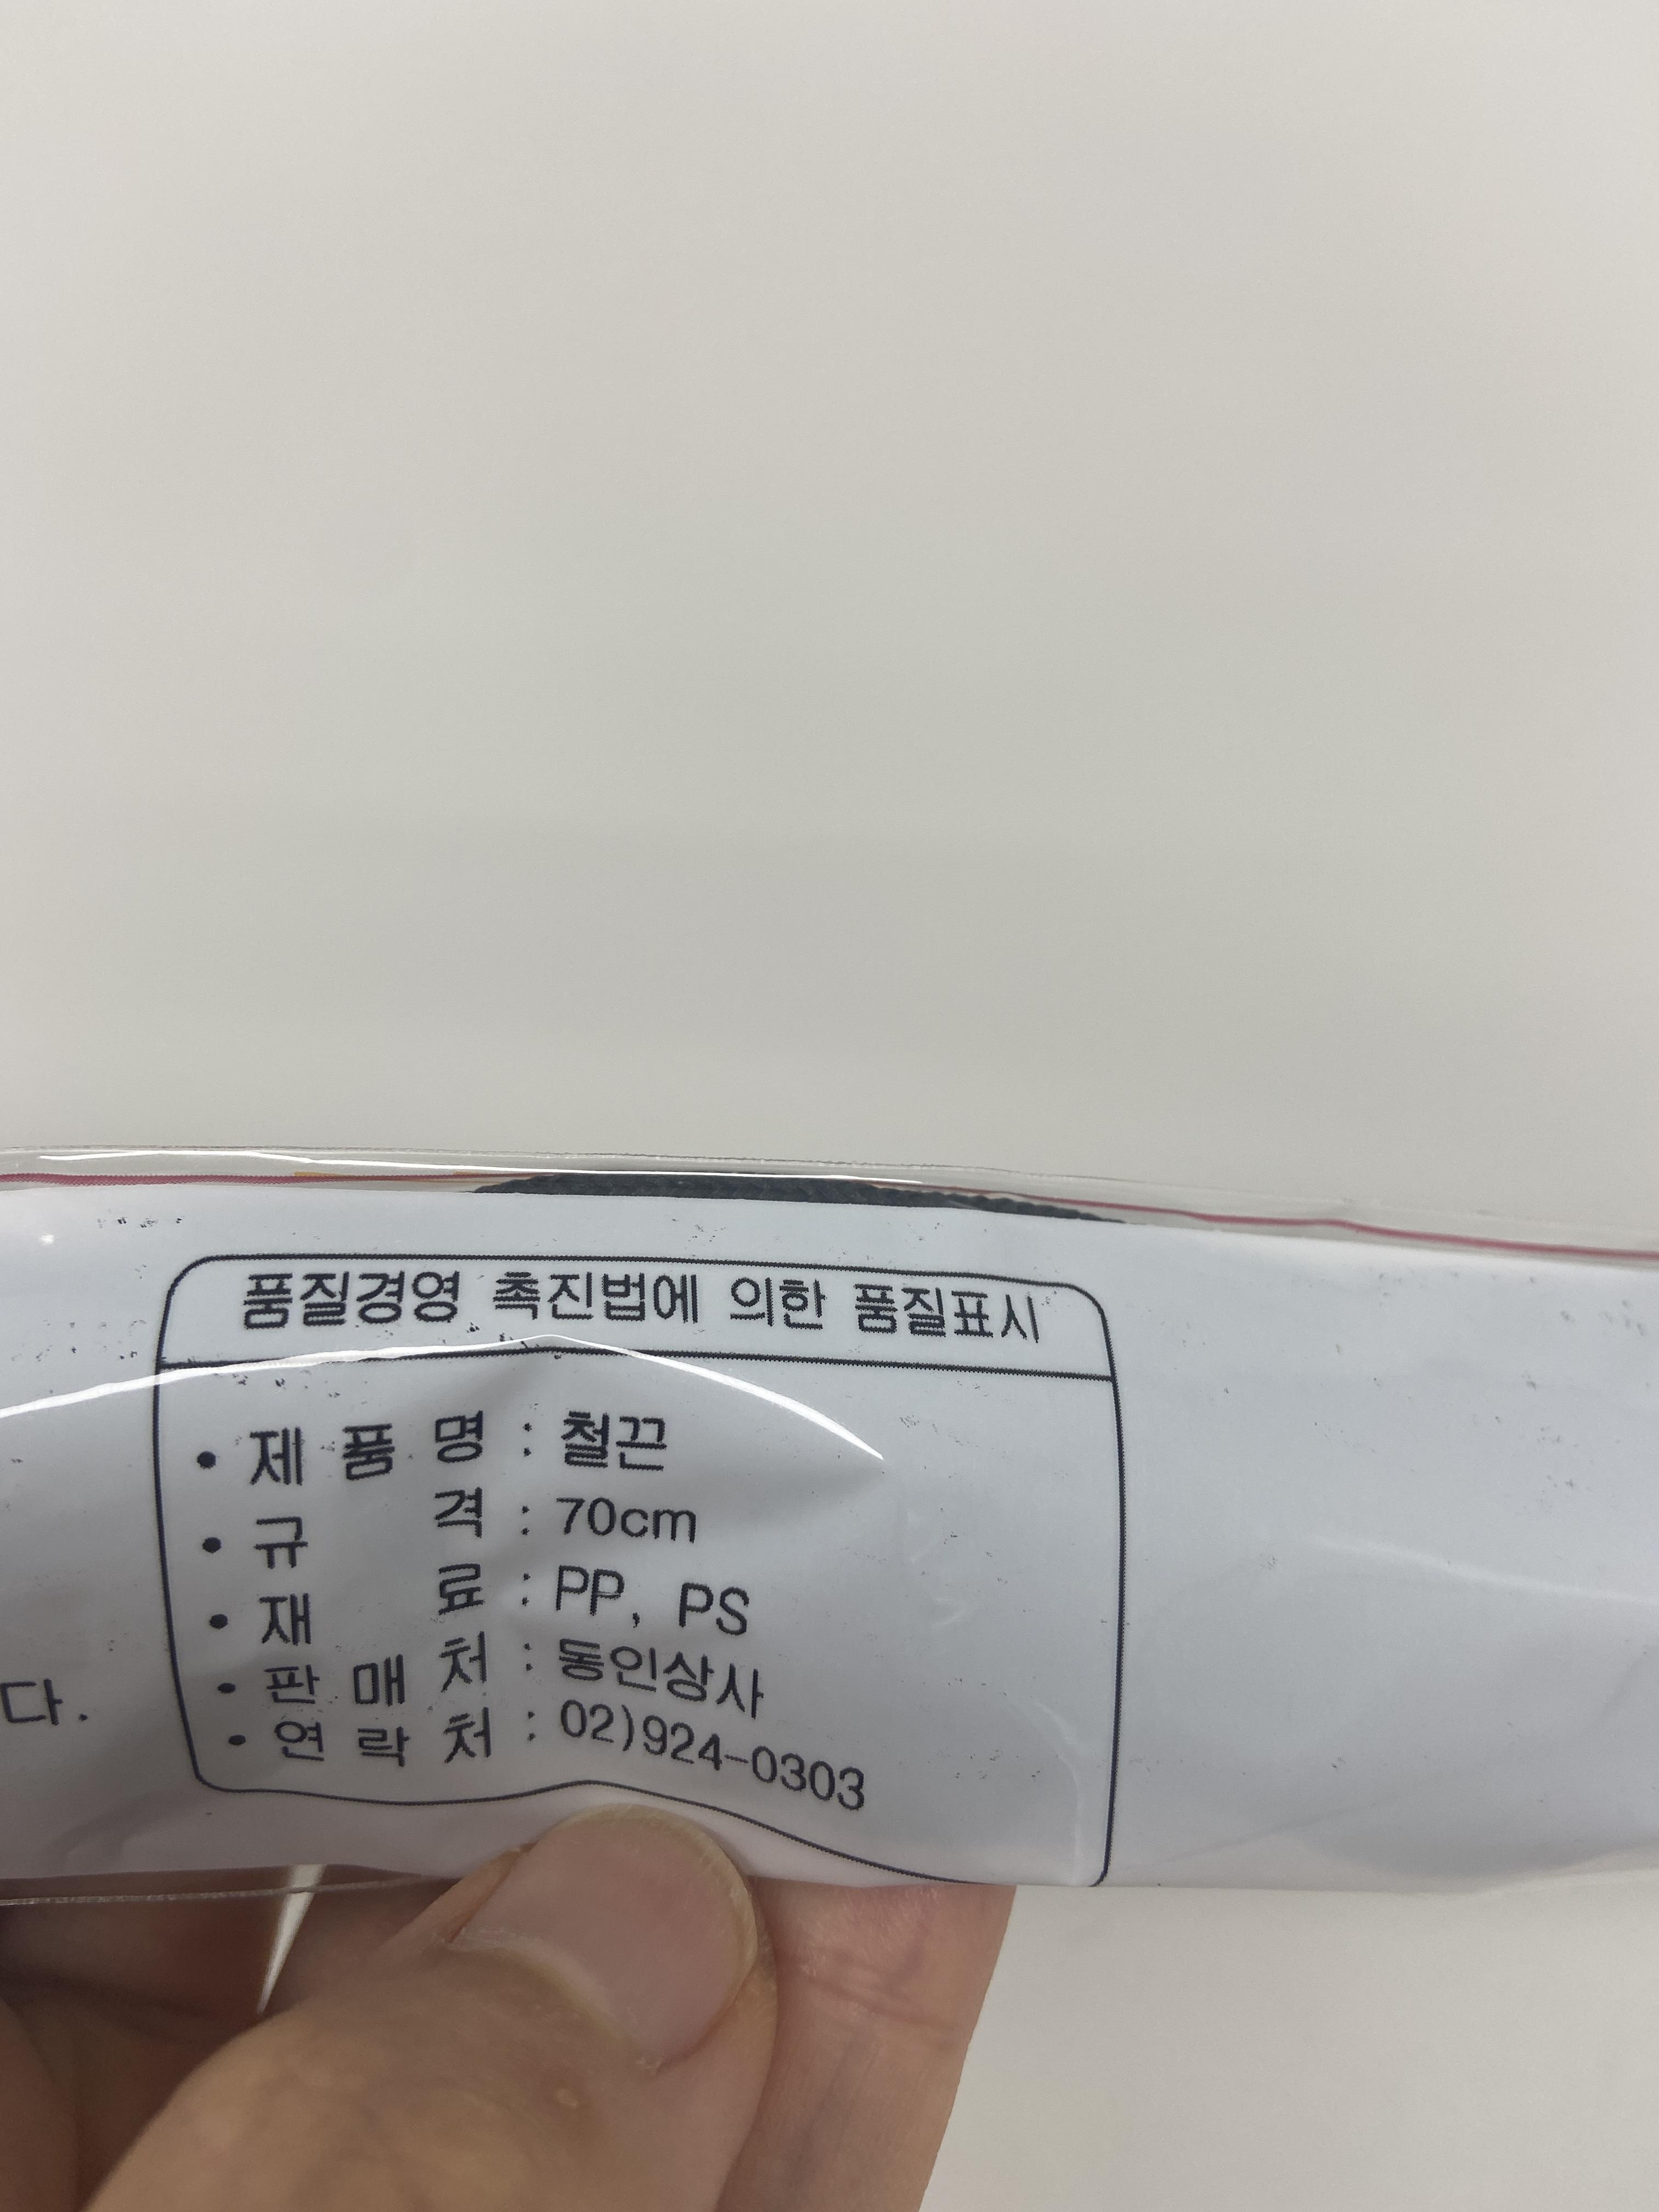 품질경영 촉진법에 의한 품질표시
• 제 품 명 : 철끈
• 규 격 : 70cm
• 재 료 : PP, PS
• 판 매 처 : 동인상사
• 연 락 처 : 02)924-0303
다.